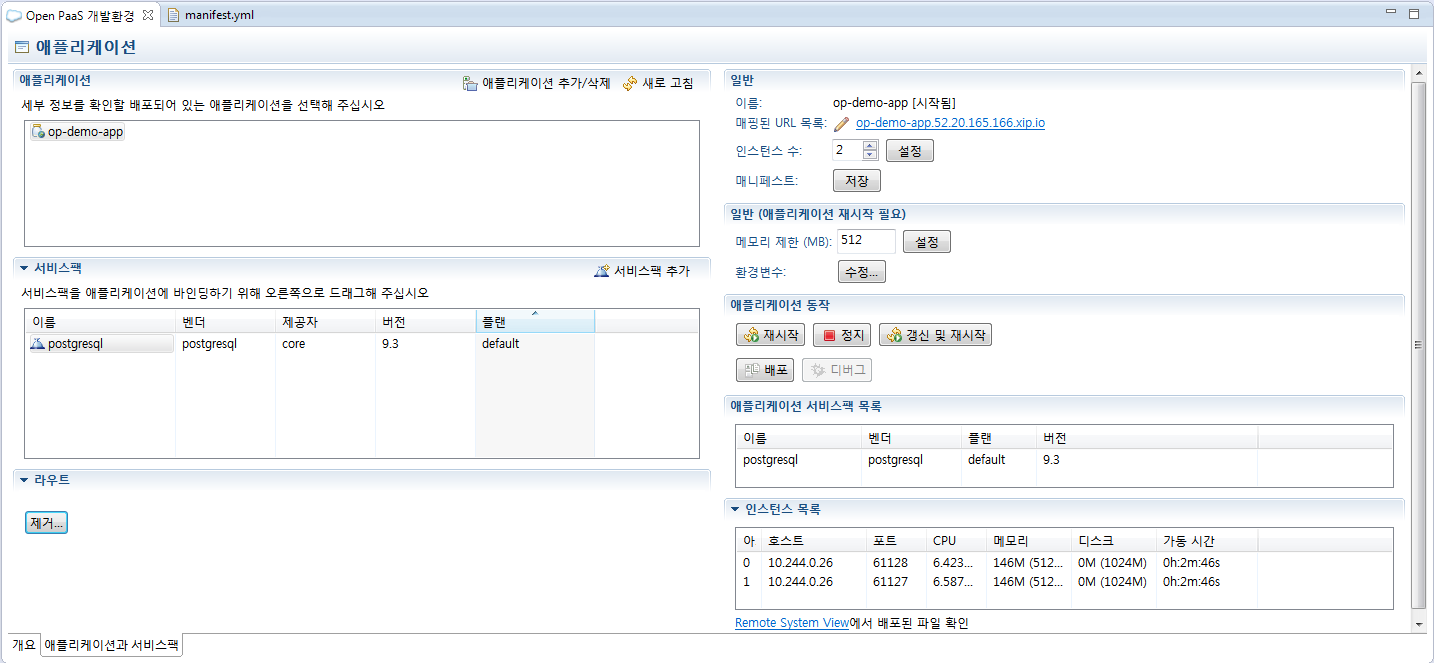 Open PaaS 개발환경
manifest.yml
애플리케이션
애플리케이션
애플리케이션 추가/삭제
새로 고침
세부 정보를 확인할 배포되어 있는 애플리케이션을 선택해 주십시오
op-demo-app
서비스팩
서비스팩 추가
서비스팩을 애플리케이션에 바인딩하기 위해 오른쪽으로 드래그해 주십시오
이름 벤더 제공자 버전 플랜
postgresql postgresql core 9.3 default
라우트
제거...
일반
이름: op-demo-app [시작됨]
매핑된 URL 목록: op-demo-app.52.20.165.166.xip.io
인스턴스 수: 2 설정
매니페스트: 저장
일반 (애플리케이션 재시작 필요)
메모리 제한 (MB): 512 설정
환경변수: 수정...
애플리케이션 동작
재시작 정지 갱신 및 재시작
배포 디버그
애플리케이션 서비스팩 목록
이름 벤더 플랜 버전
postgresql postgresql default 9.3
인스턴스 목록
아 호스트 포트 CPU 메모리 디스크 가동 시간
0 10.244.0.26 61128 6.423... 146M (512... 0M (1024M) 0h:2m:46s
1 10.244.0.26 61127 6.587... 146M (512... 0M (1024M) 0h:2m:46s
Remote System View에서 배포된 파일 확인
개요 애플리케이션과 서비스팩